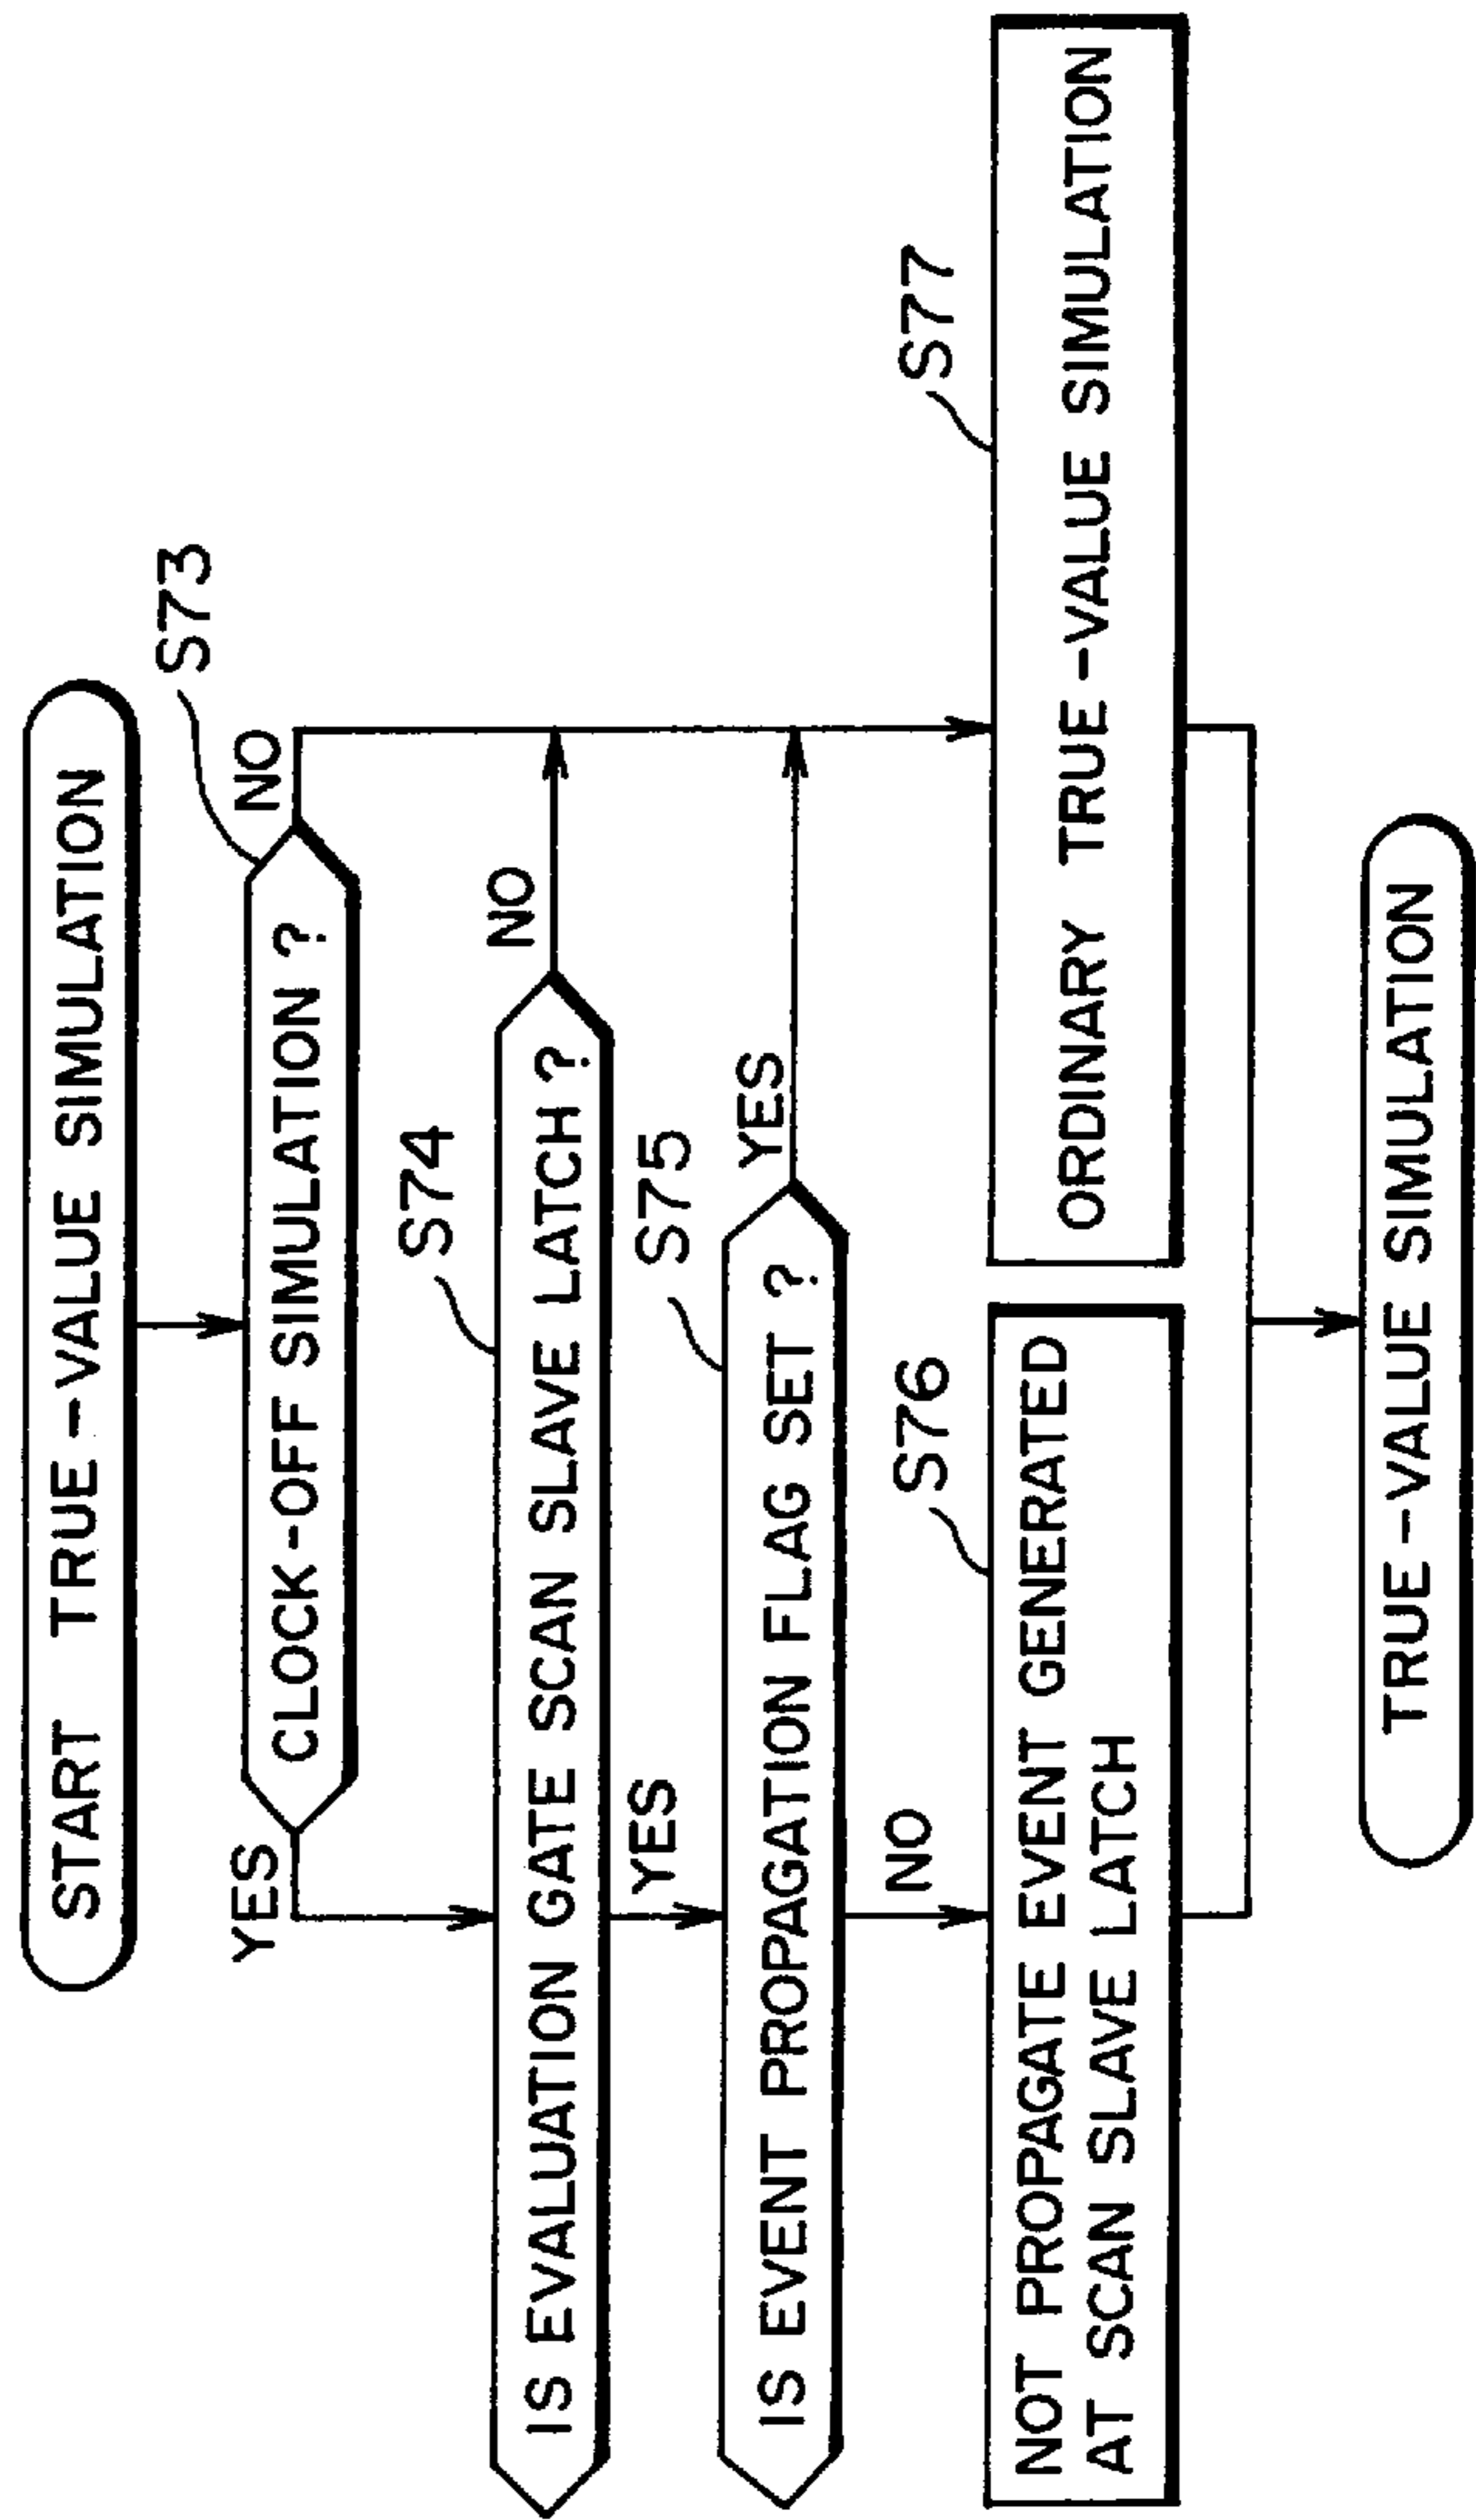 START TRUE-VALUE SIMULATION
S73
CLOCK-OFF SIMULATION ?
YES
NO
S74
IS EVALUATION GATE SCAN SLAVE LATCH ?
NO
YES
S75
IS EVENT PROPAGATION FLAG SET ?
YES
NO
S76
NOT PROPAGATE EVENT GENERATED
AT SCAN SLAVE LATCH
S77
ORDINARY TRUE-VALUE SIMULATION
TRUE-VALUE SIMULATION